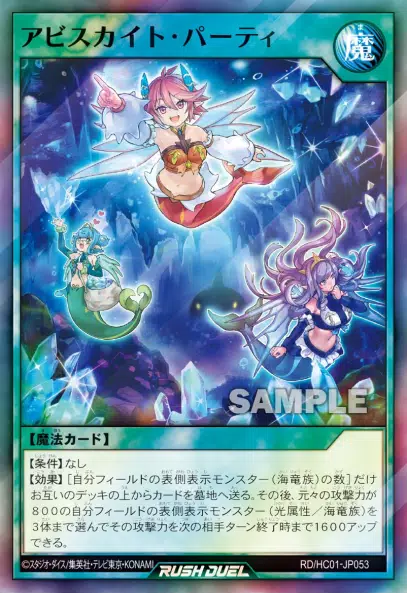 アビスカイト・パーティ
魔
SAMPLE
【魔法カード】
【条件】なし
【効果】[自分フィールドの表側表示モンスター(海竜族)の数]だけ
お互いのデッキの上からカードを墓地へ送る。その後、元々の攻撃力が
800の自分フィールドの表側表示モンスター(光属性/海竜族)を
3体まで選んでその攻撃力を次の相手ターン終了時まで1600アップ
できる。
©スタジオ・ダイス/集英社・テレビ東京・KONAMI
RUSH DUEL
RD/HC01-JP053